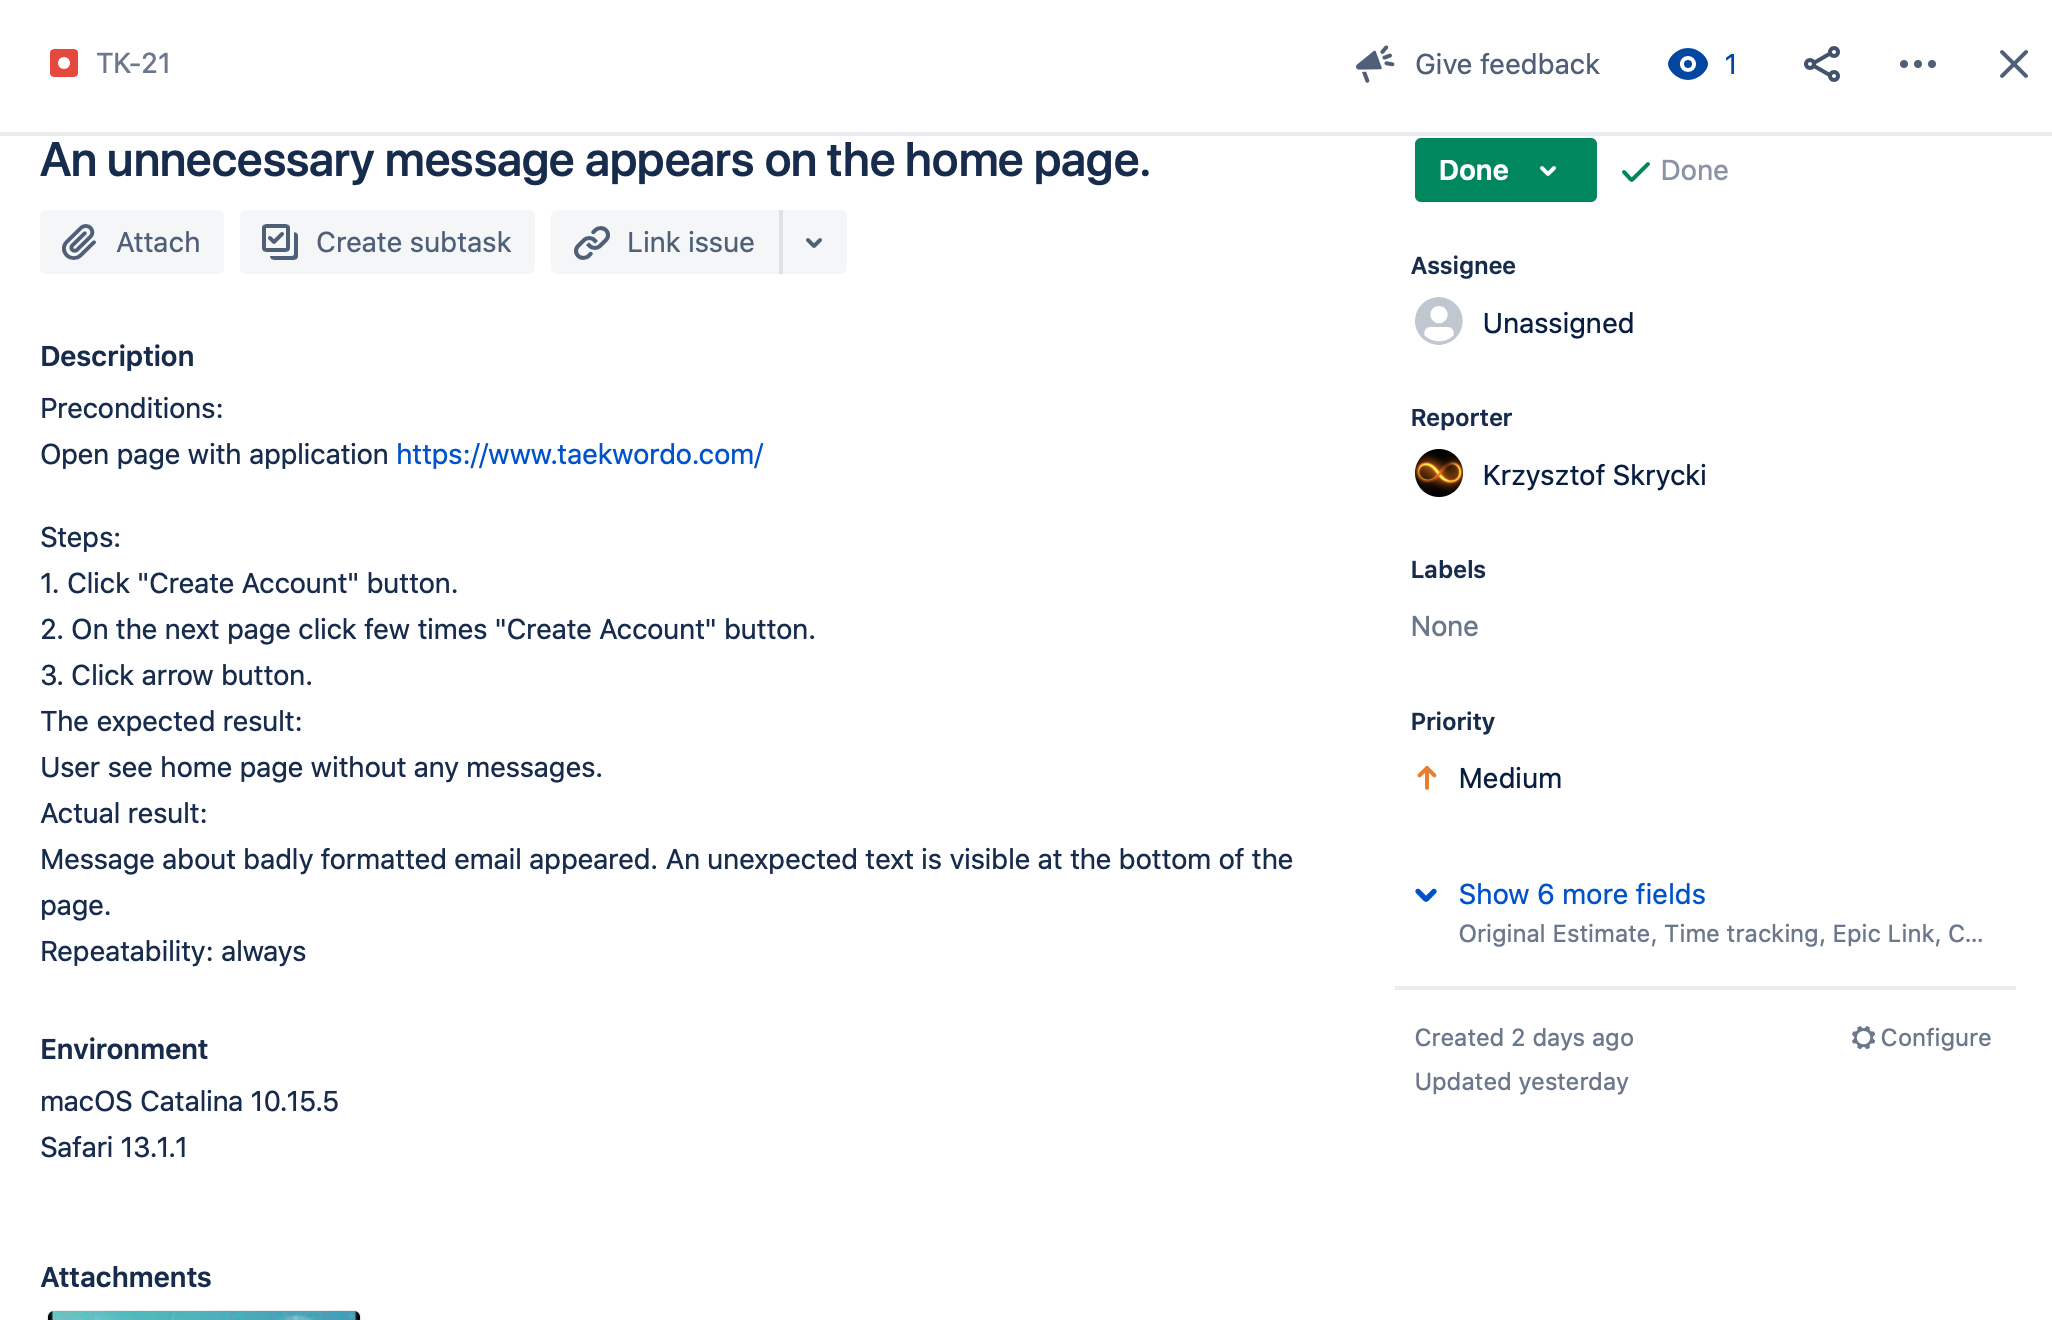 TK-21
Give feedback
1
An unnecessary message appears on the home page.
Attach
Create subtask
Link issue
Description
Preconditions:
Open page with application https://www.taekwordo.com/
Steps:
1. Click "Create Account" button.
2. On the next page click few times "Create Account" button.
3. Click arrow button.
The expected result:
User see home page without any messages.
Actual result:
Message about badly formatted email appeared. An unexpected text is visible at the bottom of the
page.
Repeatability: always
Environment
macOS Catalina 10.15.5
Safari 13.1.1
Attachments
Done
Done
Assignee
Unassigned
Reporter
Krzysztof Skrycki
Labels
None
Priority
Medium
Show 6 more fields
Original Estimate, Time tracking, Epic Link, C...
Created 2 days ago
Configure
Updated yesterday